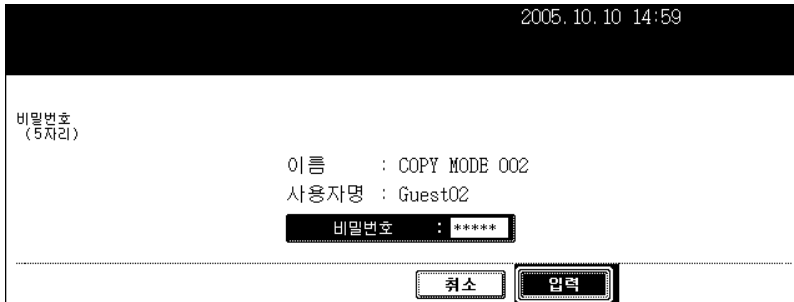 2005.10.10 14:59
비밀번호
(5자리)
이름 : COPY MODE 002
사용자명 : Guest02
비밀번호 : *****
취소 입력